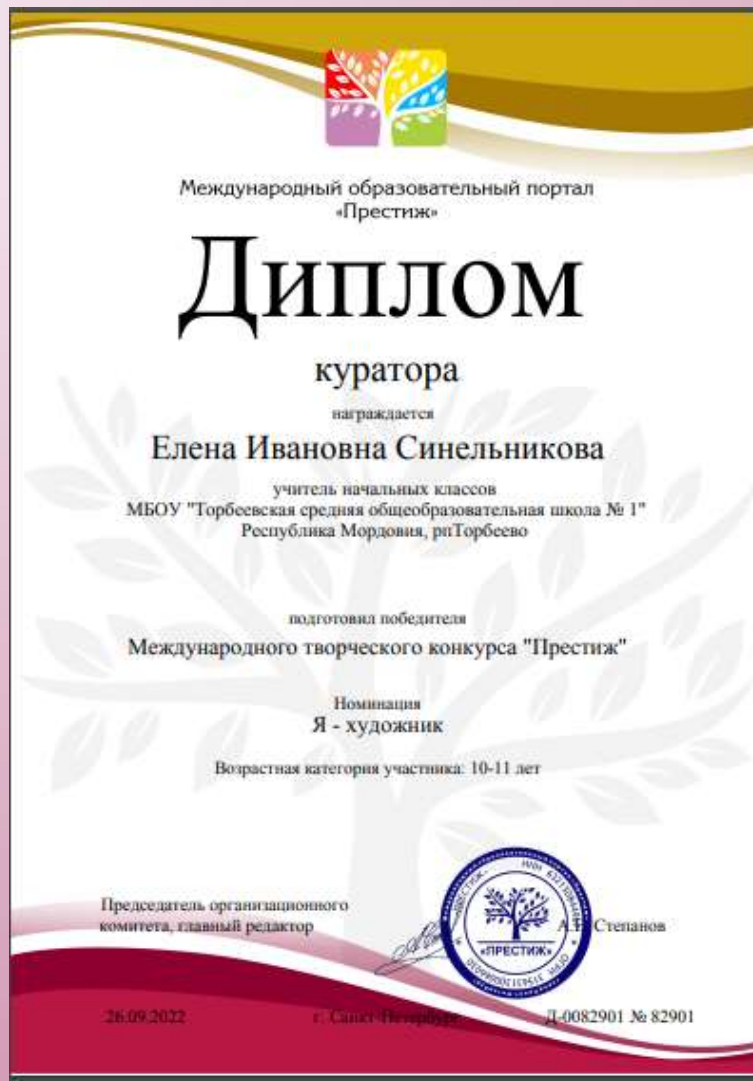 Международный образовательный портал
«Престиж»
Диплом
куратора
награждается
Елена Ивановна Синельникова
учитель начальных классов
МБОУ "Торбеевская средняя общеобразовательная школа № 1"
Республика Мордовия, рпТорбеево
подготовил победителя
Международного творческого конкурса "Престиж"
Номинация
Я - художник
Возрастная категория участника: 10-11 лет
Председатель организационного
комитета, главный редактор
Степанов
«ПРЕСТИЖ»
26.09.2022 г. Санкт-Петербург Д-0082901 № 82901